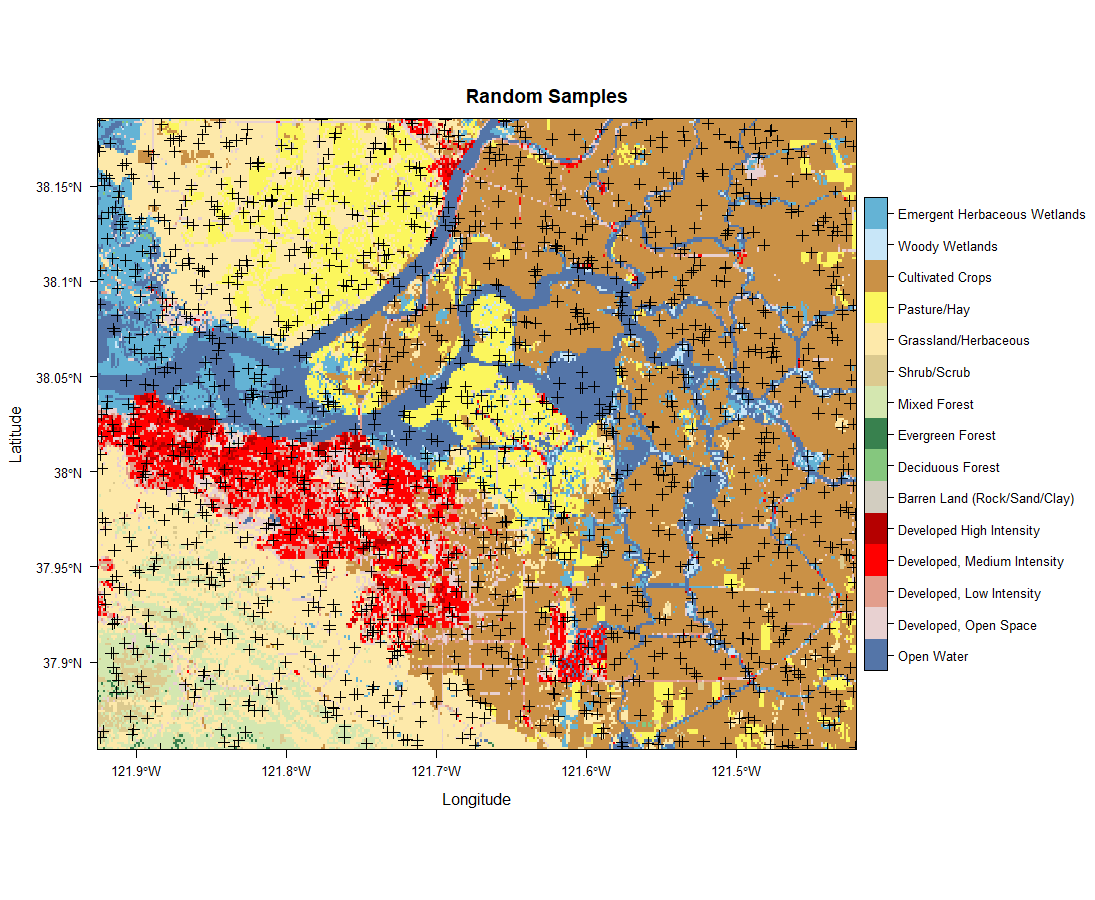 Random Samples
38.15°N
38.1°N
38.05°N
38°N
37.95°N
37.9°N
Latitude
121.9°W
121.8°W
121.7°W
121.6°W
121.5°W
Longitude
Emergent Herbaceous Wetlands
Woody Wetlands
Cultivated Crops
Pasture/Hay
Grassland/Herbaceous
Shrub/Scrub
Mixed Forest
Evergreen Forest
Deciduous Forest
Barren Land (Rock/Sand/Clay)
Developed High Intensity
Developed, Medium Intensity
Developed, Low Intensity
Developed, Open Space
Open Water